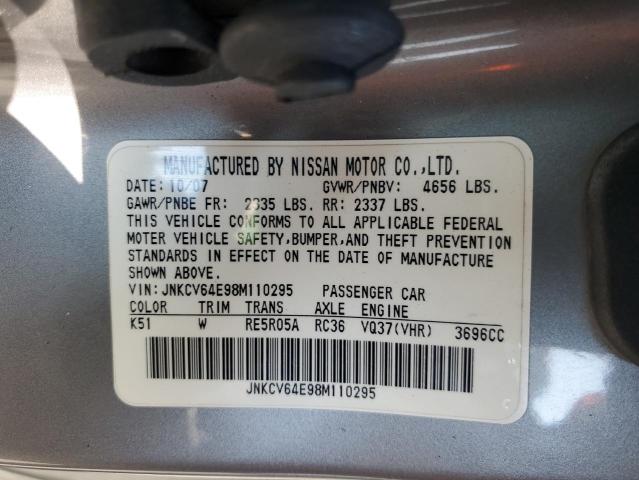 MANUFACTURED BY NISSAN MOTOR CO.,LTD.
DATE: 10/07 GVWR/PNBV: 4656 LBS.
GAWR/PNBE FR: 2335 LBS. RR: 2337 LBS.
THIS VEHICLE CONFORMS TO ALL APPLICABLE FEDERAL
MOTOR VEHICLE SAFETY,BUMPER,AND THEFT PREVENTION
STANDARDS IN EFFECT ON THE DATE OF MANUFACTURE
SHOWN ABOVE.
VIN:JNKCV64E98M110295 PASSENGER CAR
COLOR TRIM TRANS AXLE ENGINE
K51 W RE5R05A RC36 VQ37(VHR) 3696CC
JNKCV64E98M110295